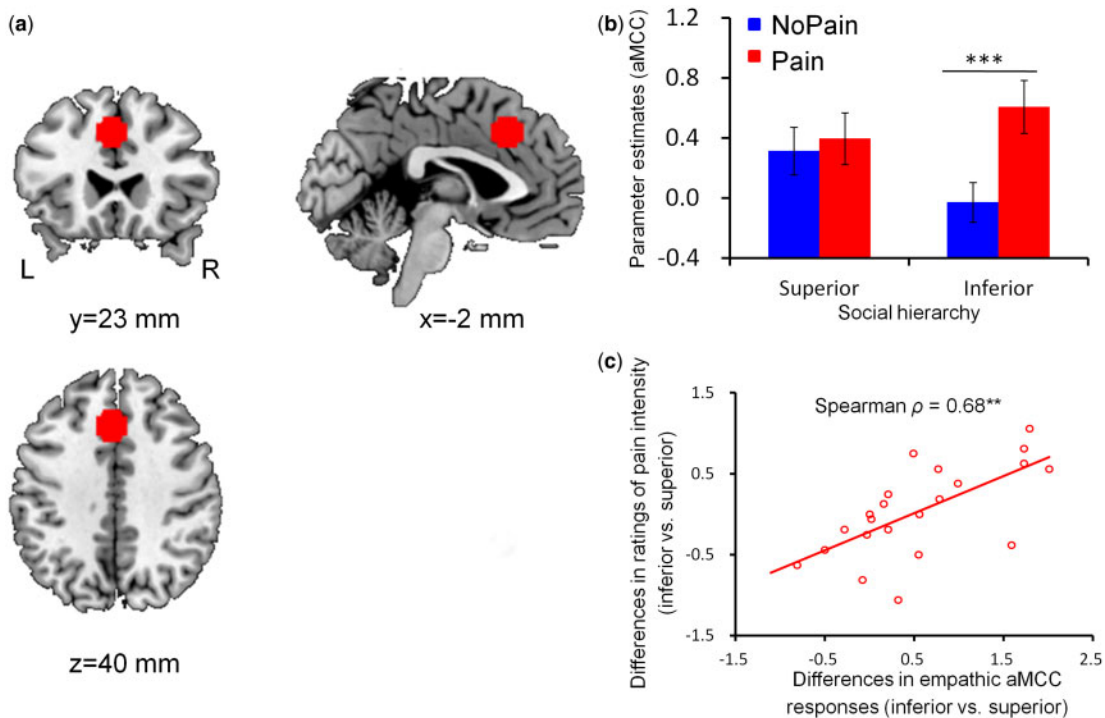 (a)
L
R
y=23 mm
x=-2 mm
z=40 mm
(b)
NoPain
Pain
***
Parameter estimates (aMCC)
1.2
0.8
0.4
0.0
-0.4
Superior
Inferior
Social hierarchy
(c)
Differences in ratings of pain intensity
(inferior vs. superior)
1.5
0.5
-0.5
-1.5
Spearman ρ = 0.68**
-1.5
-0.5
0.5
1.5
2.5
Differences in empathic aMCC
responses (inferior vs. superior)